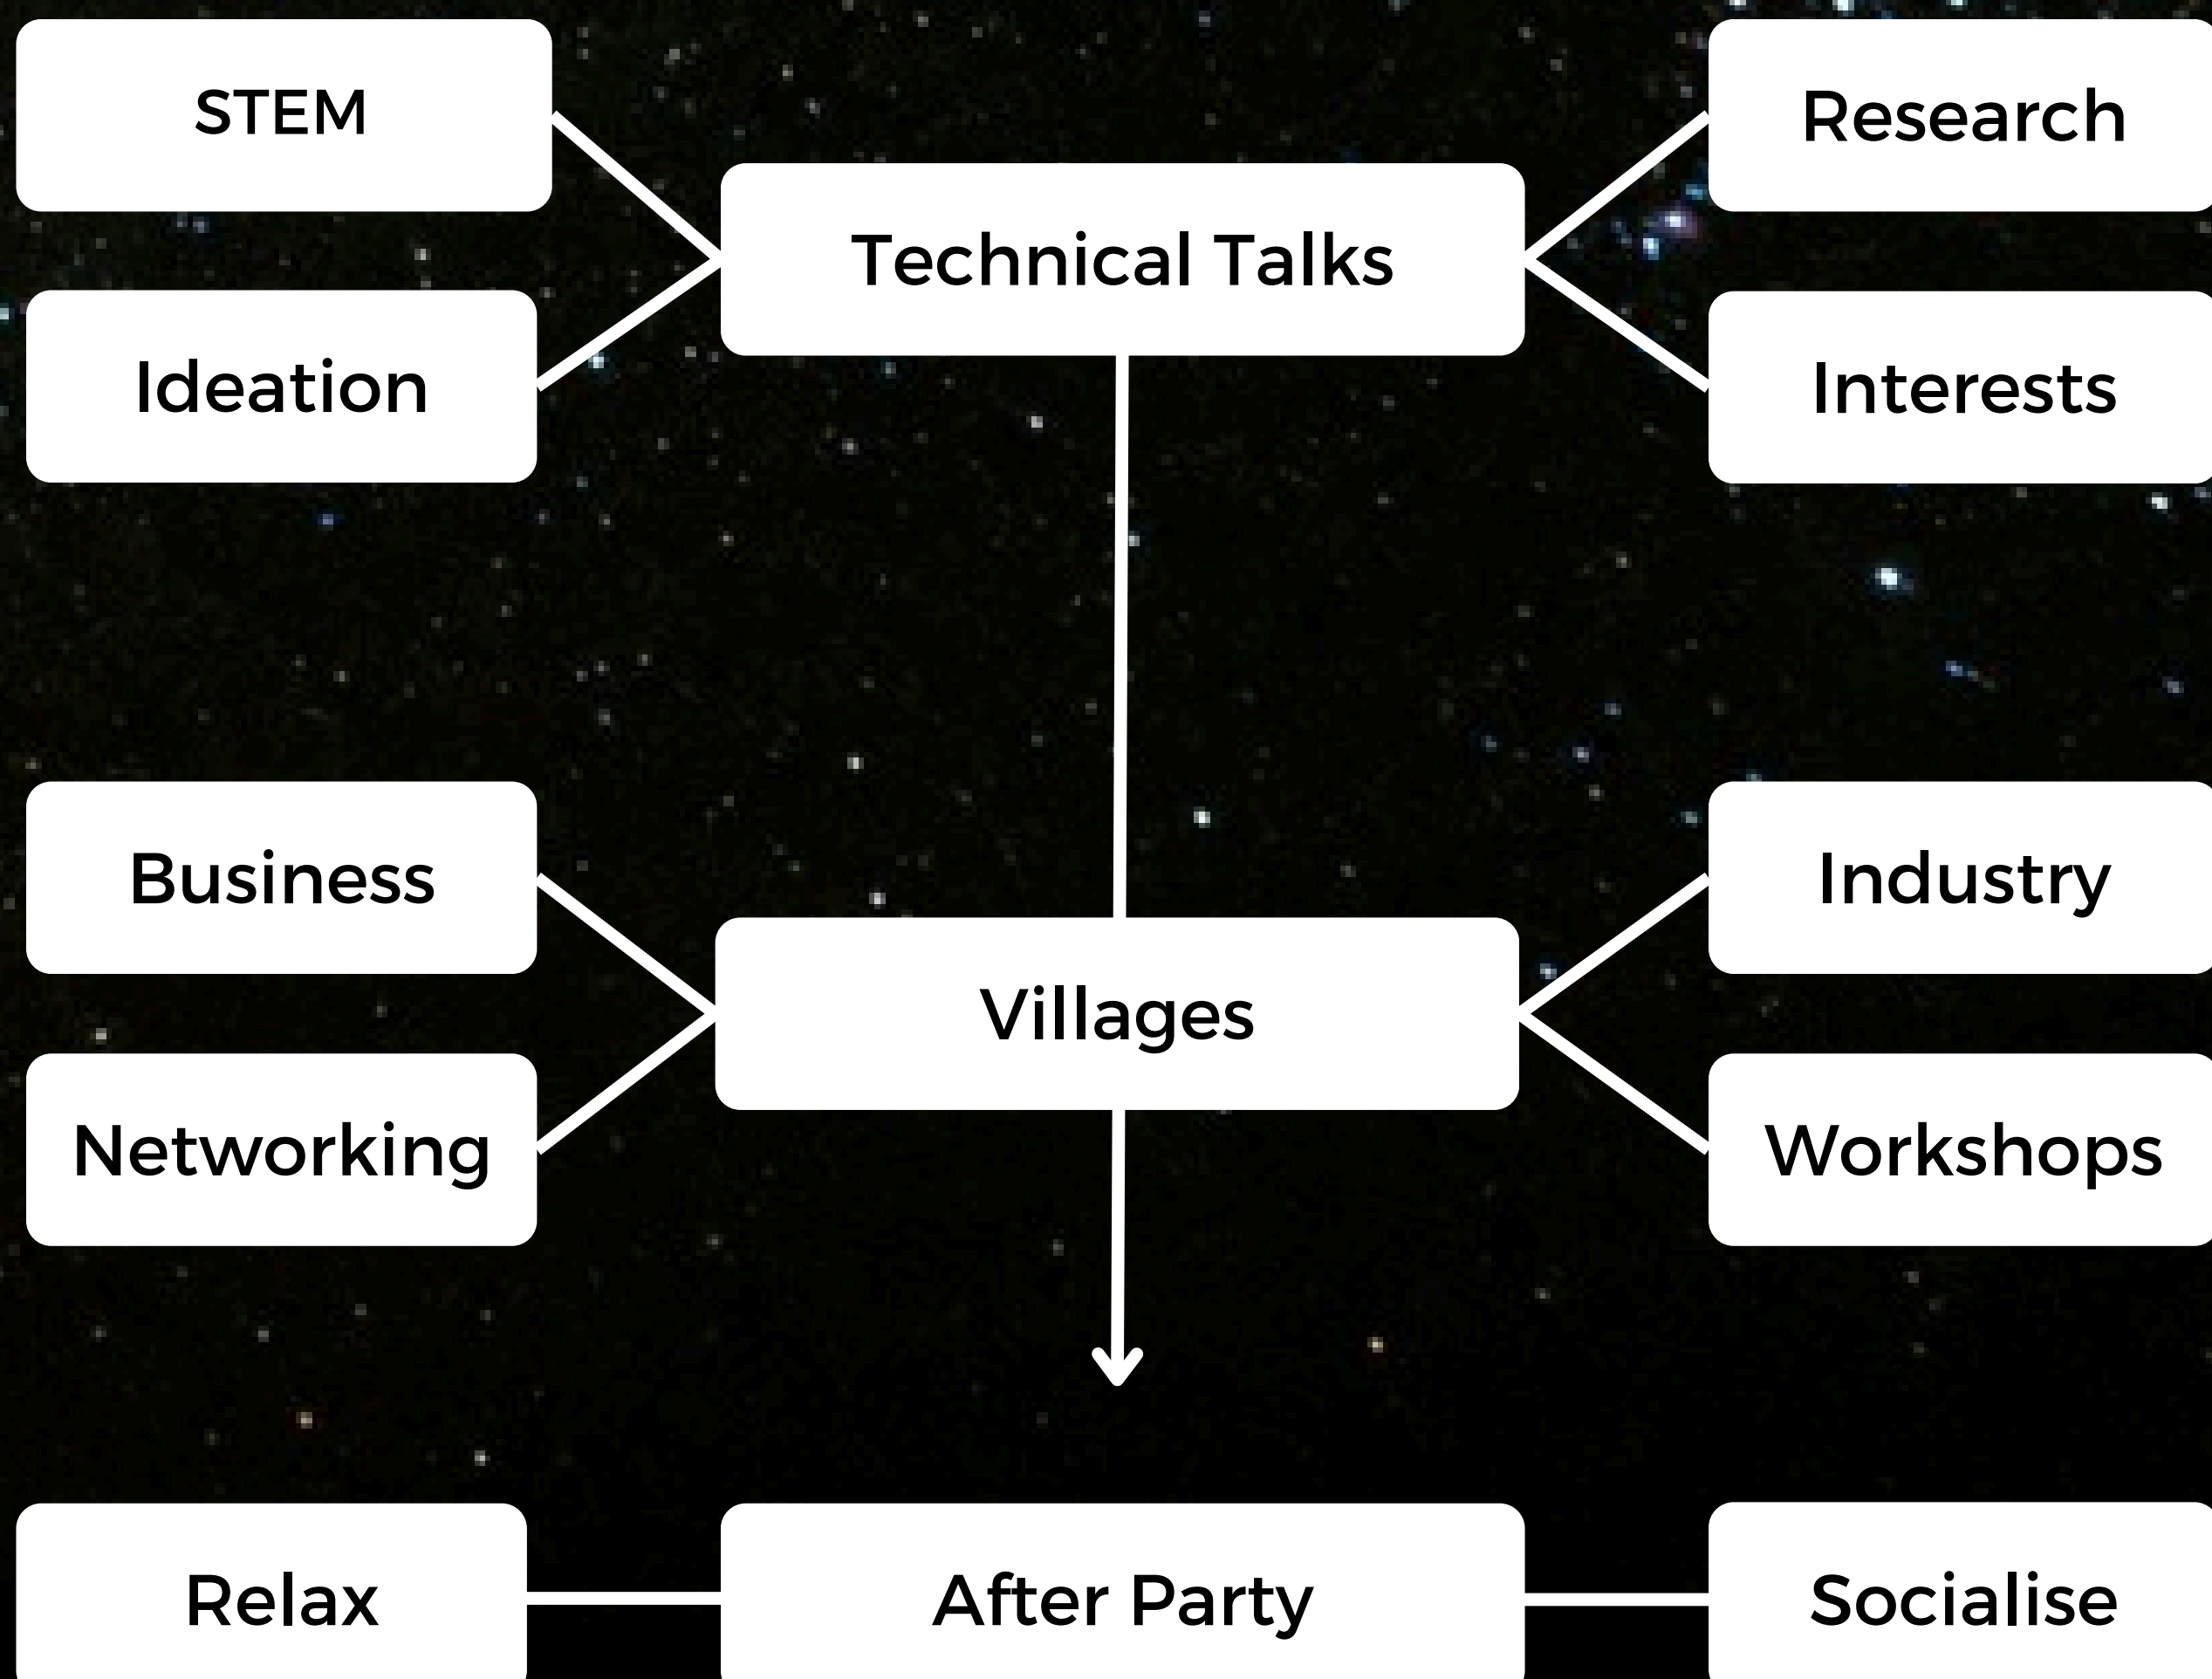 STEM
Research
Technical Talks
Ideation
Interests
Business
Industry
Villages
Networking
Workshops
Relax
After Party
Socialise